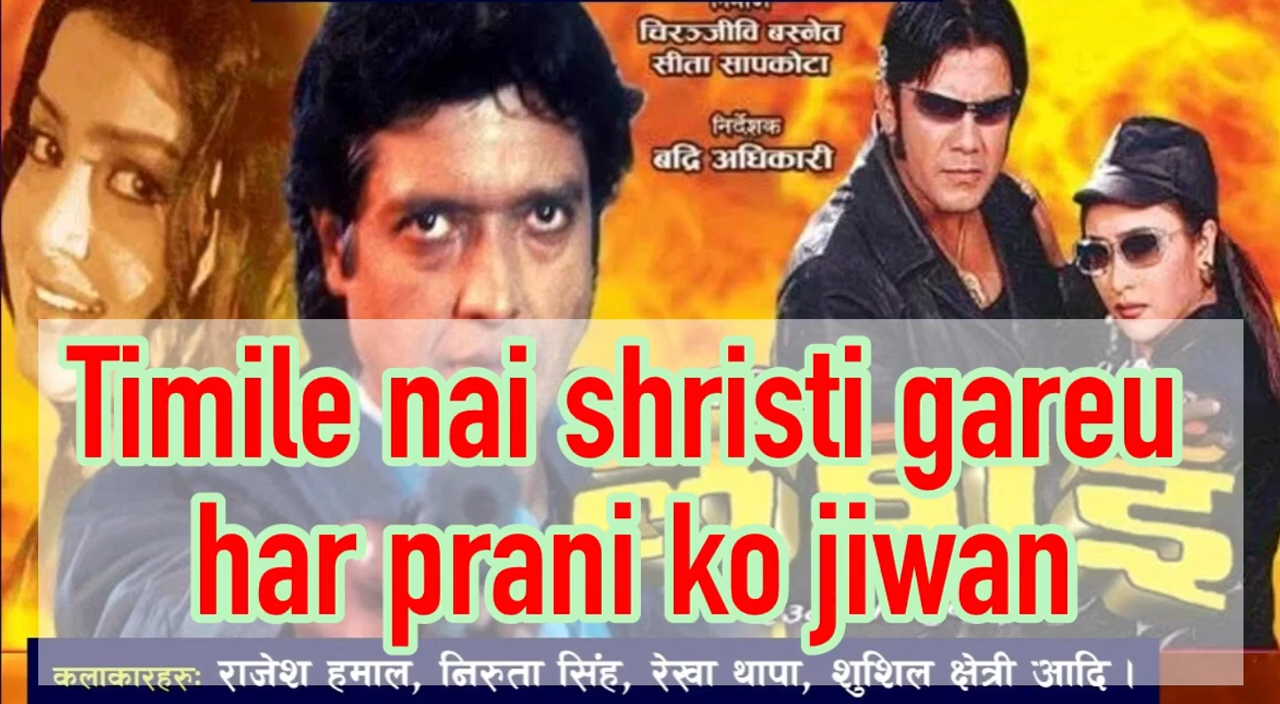 निर्माण
चिरञ्जीवि बस्नेत
सीता सापकोटा
निर्देशक
बद्रि अधिकारी
Timile nai shristi gareu
har prani ko jiwan
कलाकारहरुः राजेश हमाल, निरुता सिंह, रेखा थापा, शुशिल क्षेत्री आदि ।